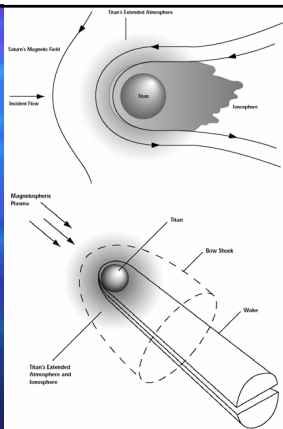 Titan's Extended Atmosphere
Saturn's Magnetic Field
Incident Flow
Titan
Ionosphere
Magnetospheric
Plasma
Titan
Bow Shock
Wake
Titan's Extended
Atmosphere and
Ionosphere